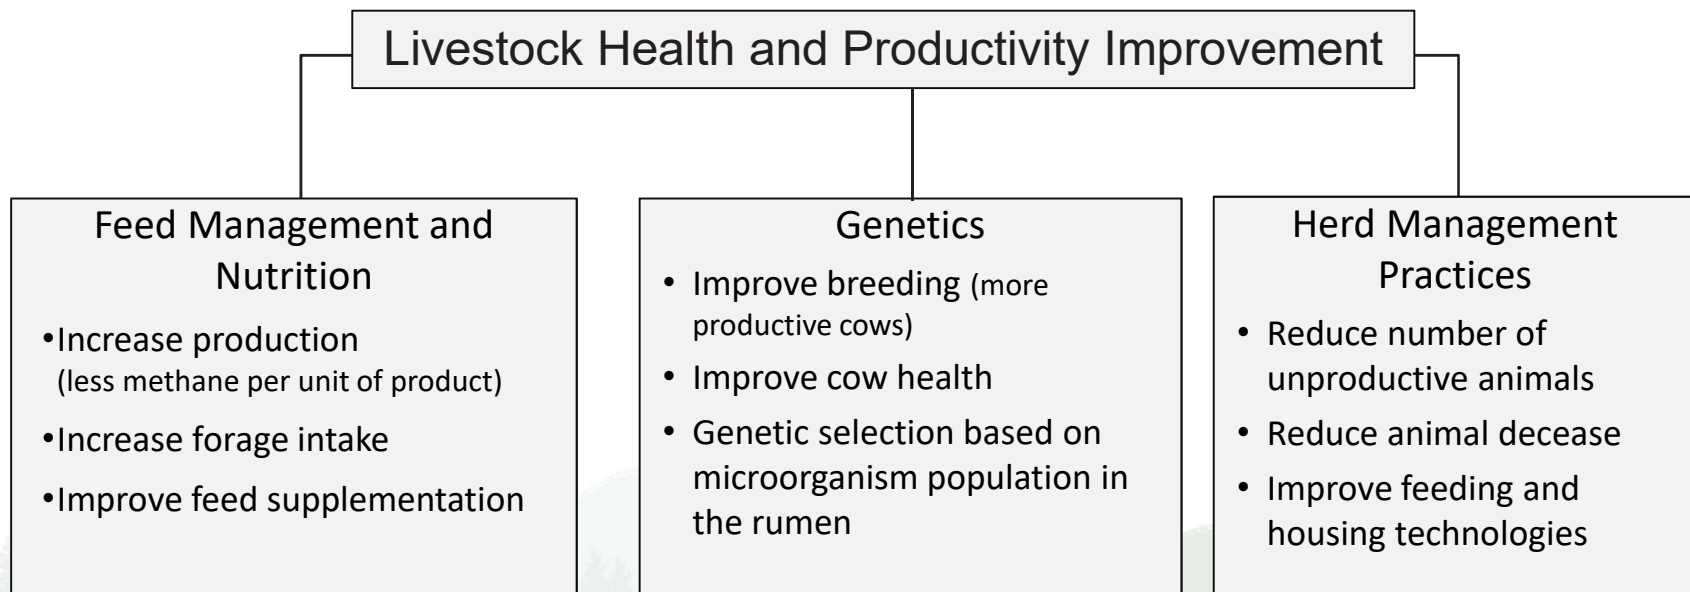 Livestock Health and Productivity Improvement
Feed Management and
Nutrition
•Increase production
(less methane per unit of product)
•Increase forage intake
•Improve feed supplementation
Genetics
• Improve breeding (more
productive cows)
• Improve cow health
• Genetic selection based on
microorganism population in
the rumen
Herd Management
Practices
• Reduce number of
unproductive animals
• Reduce animal decease
• Improve feeding and
housing technologies